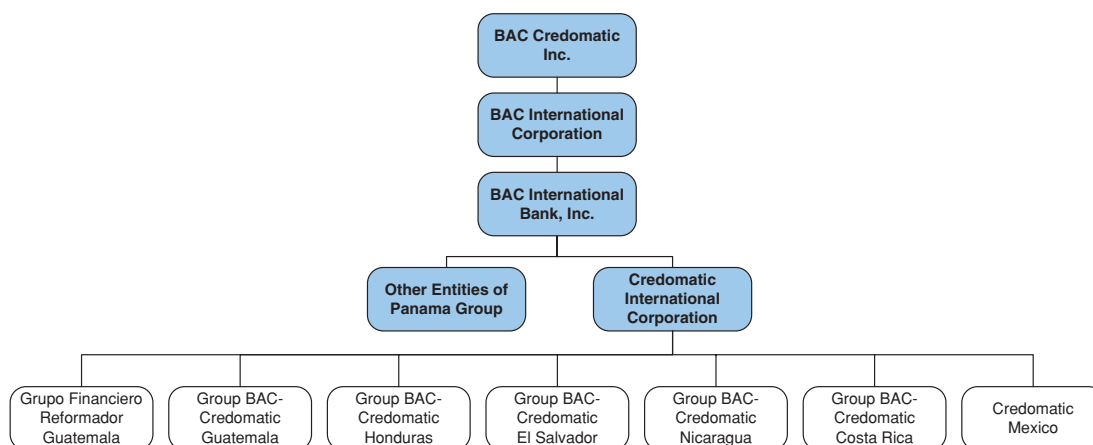 BAC Credomatic
Inc.
BAC International
Corporation
BAC International
Bank, Inc.
Other Entities of
Panama Group
Credomatic
International
Corporation
Grupo Financiero
Reformador
Guatemala
Group BAC-
Credomatic
Guatemala
Group BAC-
Credomatic
Honduras
Group BAC-
Credomatic
El Salvador
Group BAC-
Credomatic
Nicaragua
Group BAC-
Credomatic
Costa Rica
Credomatic
Mexico